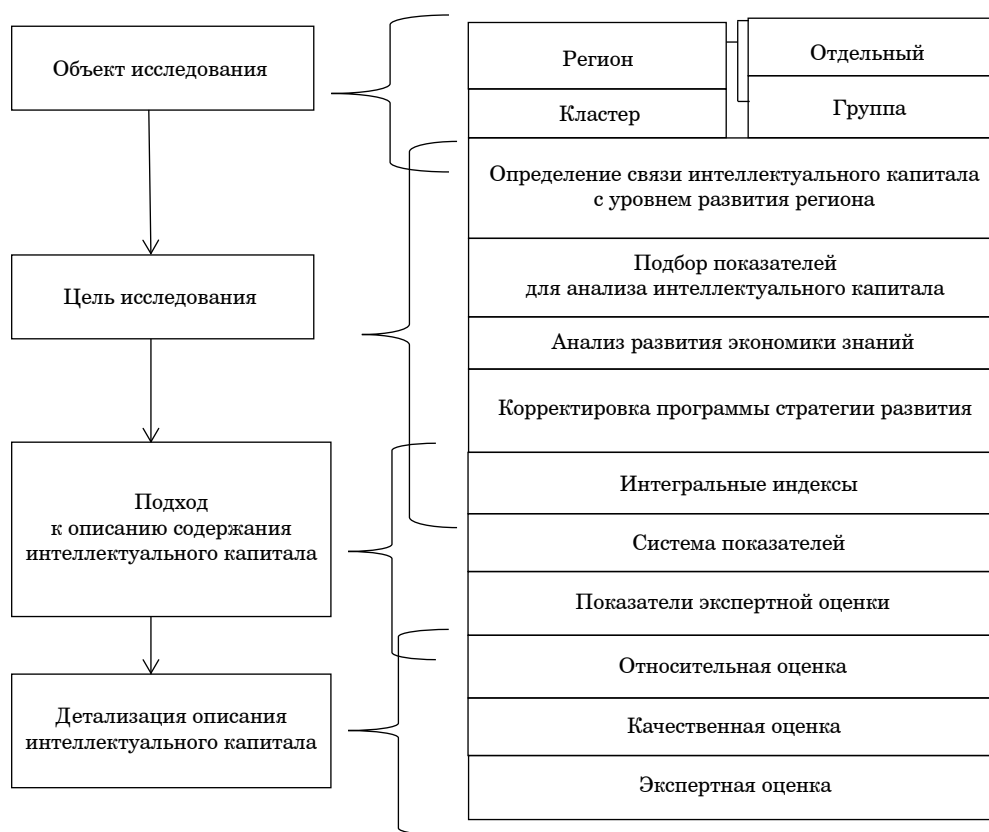 Объект исследования
Цель исследования
Подход
к описанию содержания
интеллектуального капитала
Детализация описания
интеллектуального капитала
Регион
Кластер
Отдельный
Группа
Определение связи интеллектуального капитала
с уровнем развития региона
Подбор показателей
для анализа интеллектуального капитала
Анализ развития экономики знаний
Корректировка программы стратегии развития
Интегральные индексы
Система показателей
Показатели экспертной оценки
Относительная оценка
Качественная оценка
Экспертная оценка